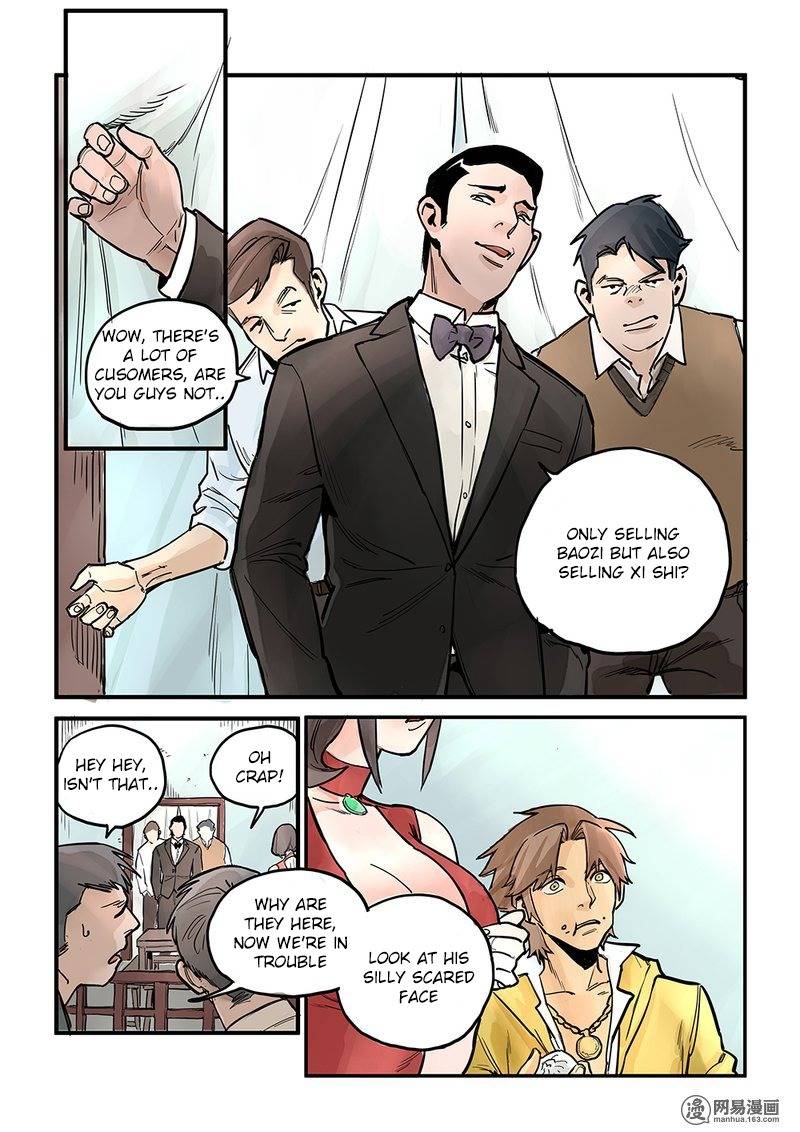 WOW, THERE'S
A LOT OF
CUSOMERS, ARE
YOU GUYS NOT..
ONLY SELLING
BAOZI BUT ALSO
SELLING XI SHI?
HEY HEY,
ISN'T THAT..
OH
CRAP!
WHY ARE
THEY HERE,
NOW WE'RE IN
TROUBLE
LOOK AT HIS
SILLY SCARED
FACE
漫 网易漫画
manhua.163.com